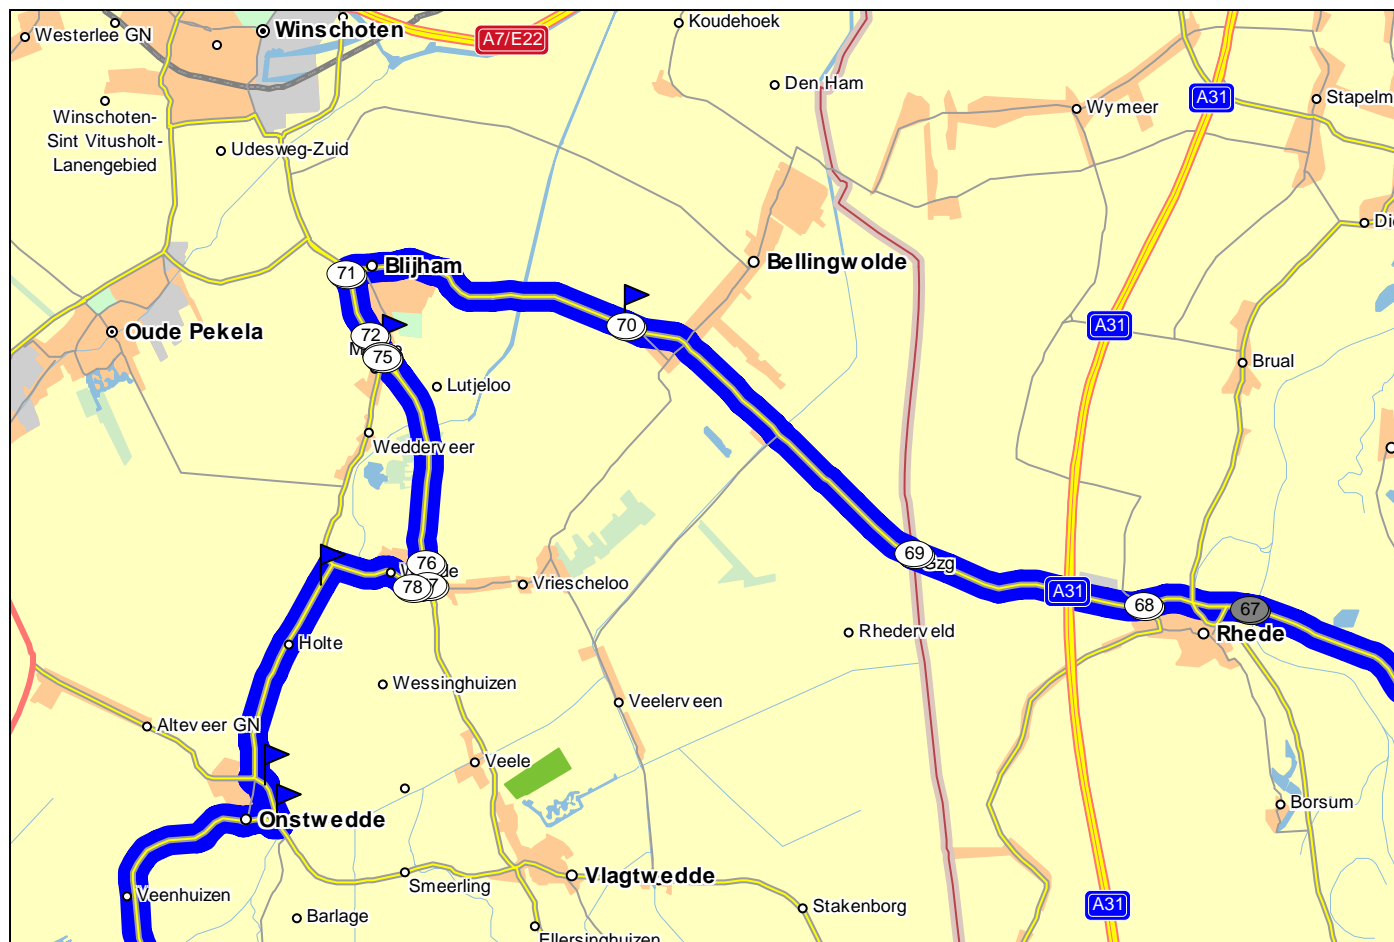 Westerlee GN
Winschoten
A7/E22
Koudehoek
Den Ham
Wymeer
A31
Stapelm
Winschoten-
Sint Vitusholt-
Lanengebied
Udesweg-Zuid
Blijham
71
Bellingwolde
Di
Oude Pekela
72
75
70
A31
Lutjeloo
Brual
Wedderveer
76
78
Vriescheloo
69
Gzg
A31
68
67
Rhede
Holte
Rhederveld
Wessinghuizen
Veelerveen
Alteveer GN
Veele
Borsum
Onstwedde
Smeerling
Vlagtwedde
Veenhuizen
Barlage
Stakenborg
A31
Ellersinghuizen